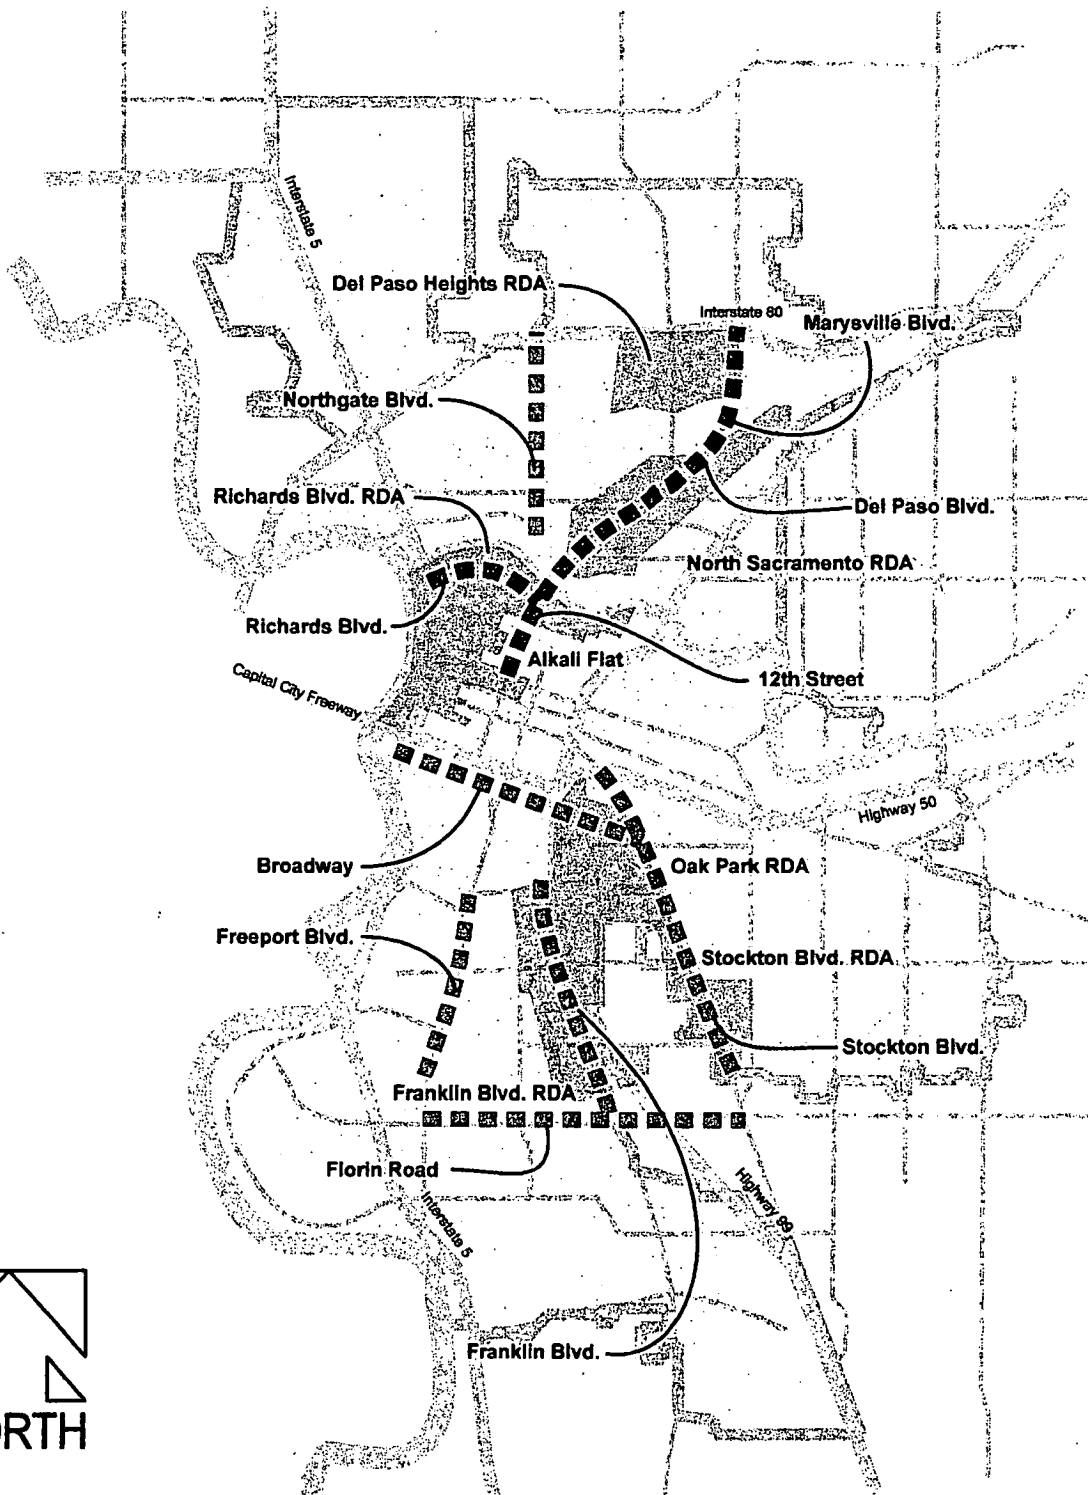 Interstate 5
Del Paso Heights RDA
Interstate 80
Marysville Blvd.
Northgate Blvd.
Richards Blvd. RDA
Del Paso Blvd.
North Sacramento RDA
Richards Blvd.
Alkali Flat
12th Street
Capital City Freeway
Highway 50
Broadway
Oak Park RDA
Freeport Blvd.
Stockton Blvd. RDA
Stockton Blvd.
Franklin Blvd. RDA
Florin Road
Highway 99
Interstate 5
Franklin Blvd.
ORTH